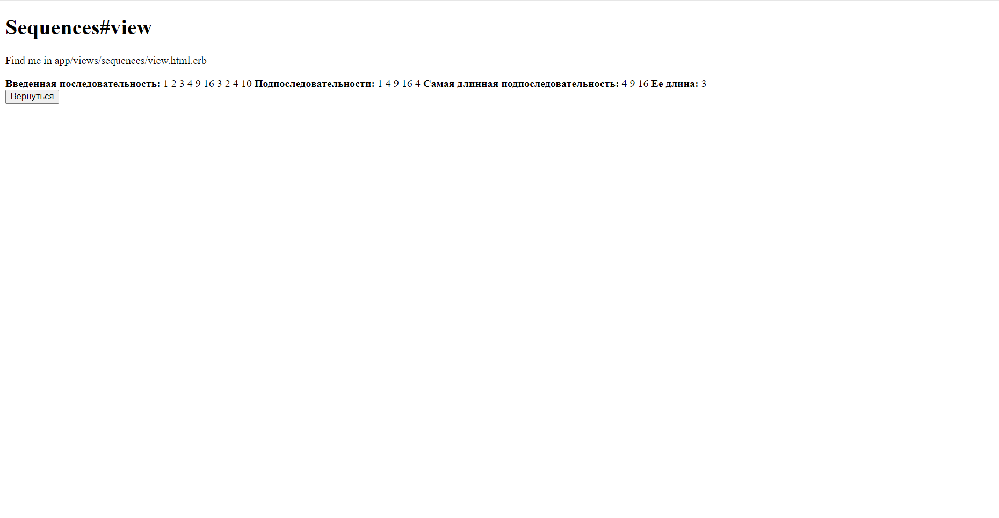 Sequences#view
Find me in app/views/sequences/view.html.erb
Введенная последовательность: 1 2 3 4 9 16 3 2 4 10 Подпоследовательности: 1 4 9 16 4 Самая длинная подпоследовательность: 4 9 16 Ее длина: 3
Вернуться